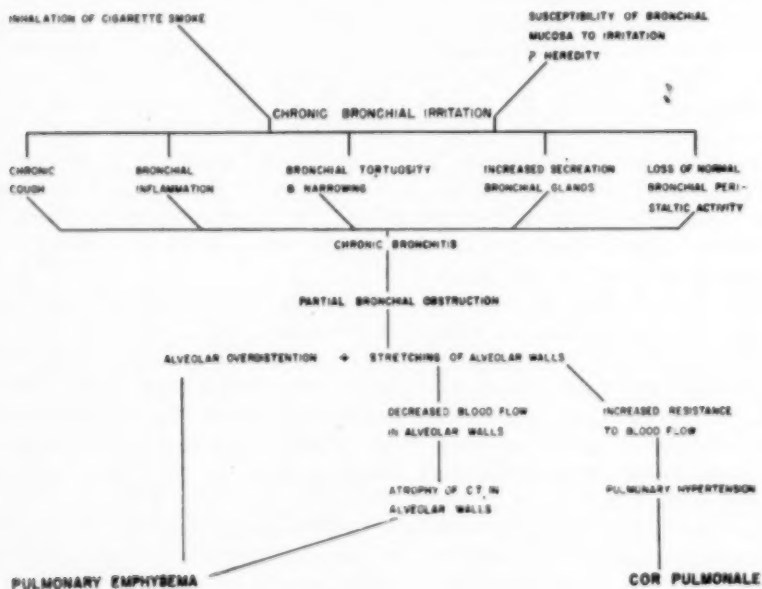 INHALATION OF CIGARETTE SMOKE
SUSCEPTIBILITY OF BRONCHIAL
MUCOSA TO IRRITATION
? HEREDITY
CHRONIC BRONCHIAL IRRITATION
CHRONIC
COUGH
BRONCHIAL
INFLAMMATION
BRONCHIAL TORTUOSITY
& NARROWING
INCREASED SECREATION
BRONCHIAL GLANDS
LOSS OF NORMAL
BRONCHIAL PERI-
STALTIC ACTIVITY
CHRONIC BRONCHITIS
PARTIAL BRONCHIAL OBSTRUCTION
ALVEOLAR OVERDISTENTION + STRETCHING OF ALVEOLAR WALLS
DECREASED BLOOD FLOW
IN ALVEOLAR WALLS
INCREASED RESISTANCE
TO BLOOD FLOW
ATROPHY OF C.T. IN
ALVEOLAR WALLS
PULMONARY HYPERTENSION
PULMONARY EMPHYSEMA
COR PULMONALE